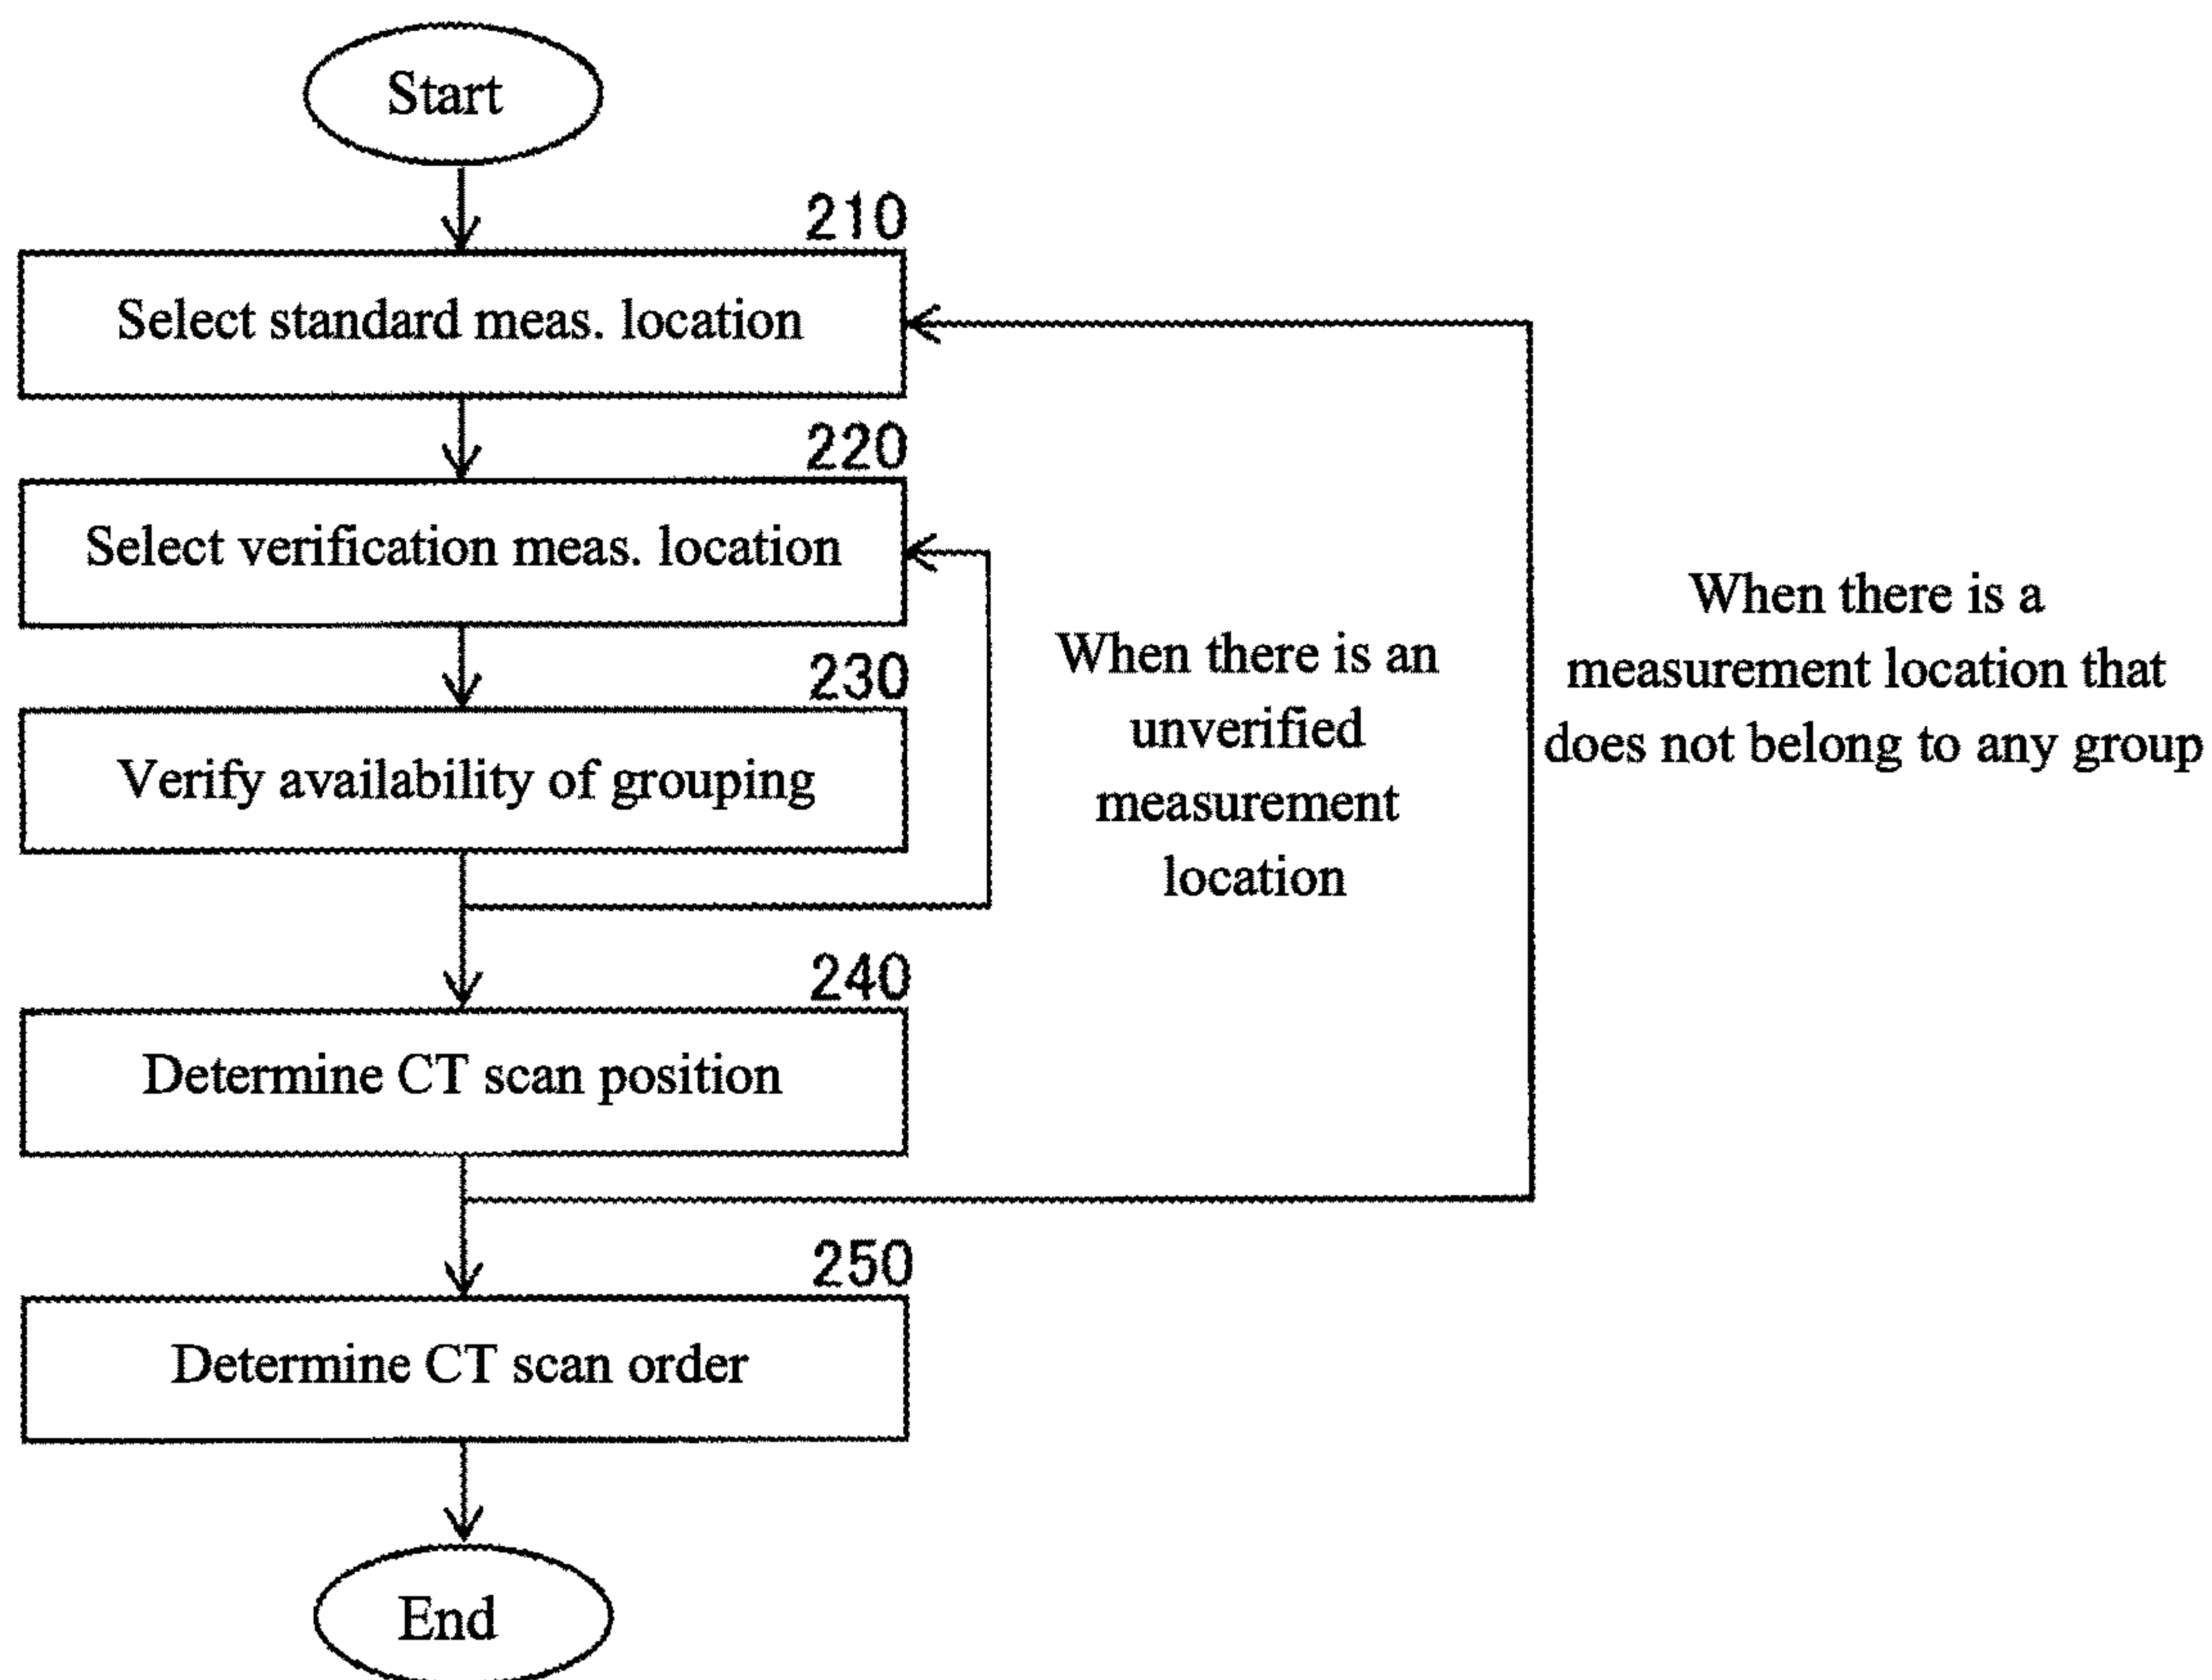 Start
210
Select standard meas. location
220
Select verification meas. location
230
Verify availability of grouping
When there is an
unverified
measurement
location
When there is a
measurement location that
does not belong to any group
240
Determine CT scan position
250
Determine CT scan order
End